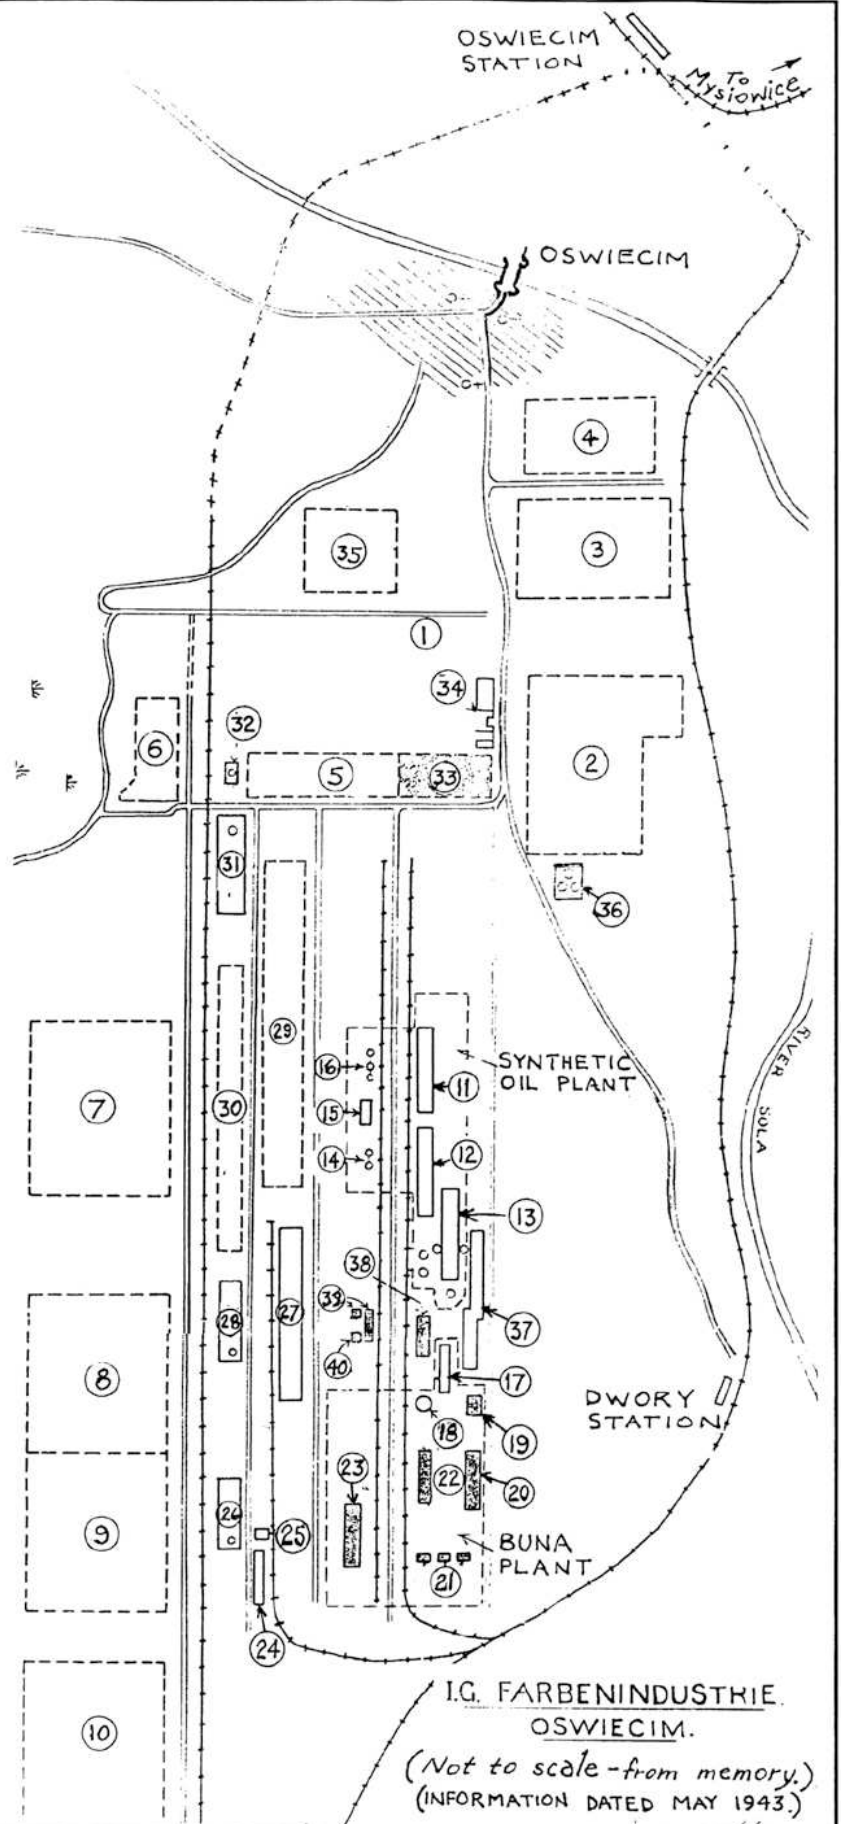 OSWIECIM
STATION
To
Mysiowice
OSWIECIM
4
3
35
1
34
32
6
5
33
2
31
36
29
16
SYNTHETIC
OIL PLANT
11
RIVER
SOLA
7
30
15
14
12
13
38
39
28
27
37
40
8
17
DWORY
STATION
18
19
23
22
20
26
25
9
BUNA
PLANT
21
24
I.G. FARBENINDUSTRIE.
OSWIECIM.
10
(Not to scale - from memory.)
(INFORMATION DATED MAY 1943.)